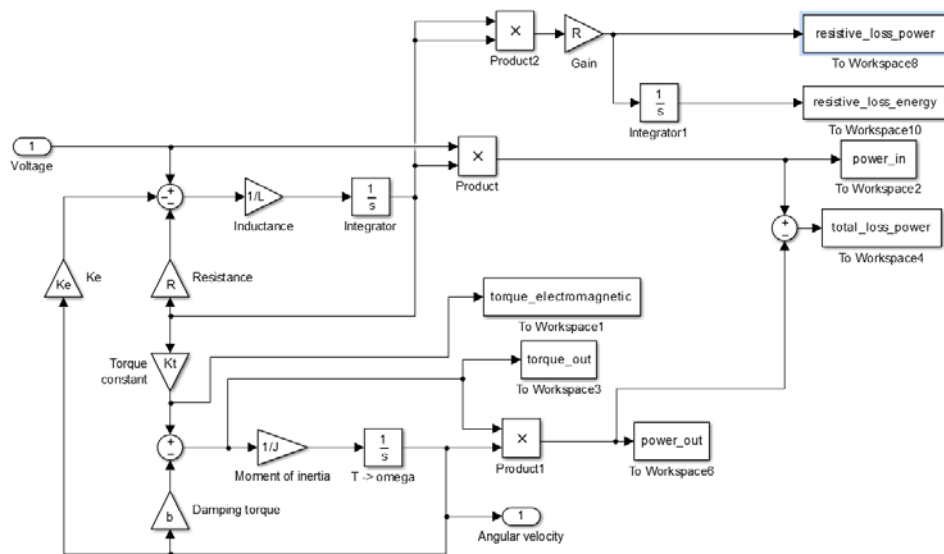 ×
Product2
R
Gain
resistive_loss_power
To Workspace8
1
s
Integrator1
resistive_loss_energy
To Workspace10
1
Voltage
×
Product
power_in
To Workspace2
− + −
1/L
Inductance
1
s
Integrator
+ −
total_loss_power
To Workspace4
Ke
Ke
R
Resistance
torque_electromagnetic
To Workspace1
Torque
constant
Kt
torque_out
To Workspace3
+ −
1/J
Moment of inertia
1
s
T -> omega
×
Product1
power_out
To Workspace6
b
Damping torque
1
Angular velocity